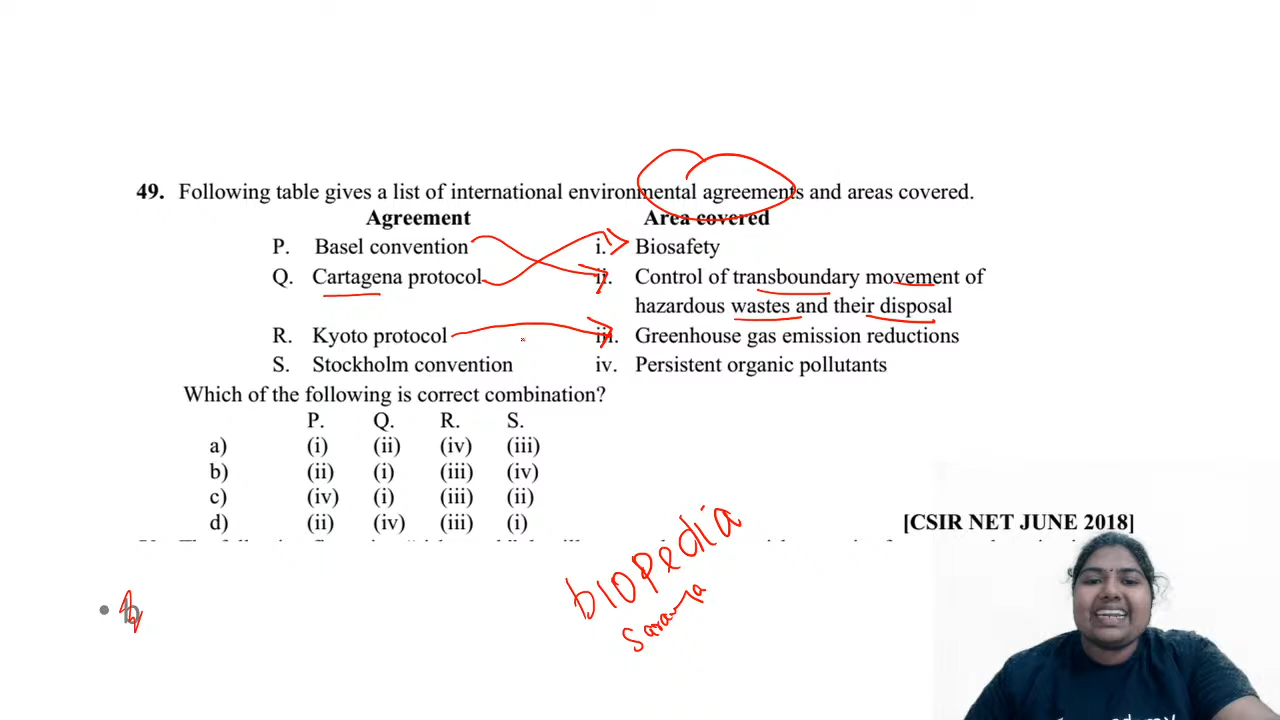 49. Following table gives a list of international environmental agreements and areas covered.
Agreement Area covered
P. Basel convention i. Biosafety
Q. Cartagena protocol ii. Control of transboundary movement of
hazardous wastes and their disposal
R. Kyoto protocol iii. Greenhouse gas emission reductions
S. Stockholm convention iv. Persistent organic pollutants
Which of the following is correct combination?
P. Q. R. S.
a) (i) (ii) (iv) (iii)
b) (ii) (i) (iii) (iv)
c) (iv) (i) (iii) (ii)
d) (ii) (iv) (iii) (i)
[CSIR NET JUNE 2018]
bioPedia